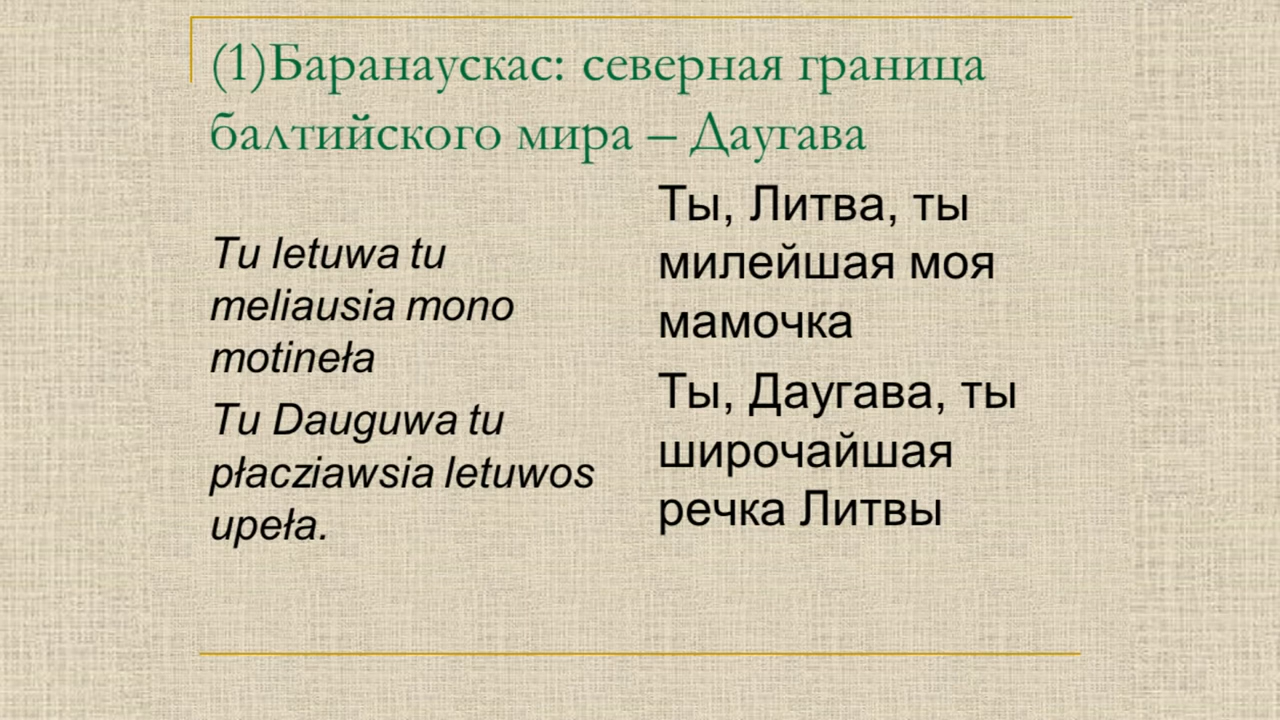 (1)Баранаускас: северная граница
балтийского мира – Даугава
Tu letuwa tu
meliausia mono
motineła
Tu Dauguwa tu
płacziawsia letuwos
upeła.
Ты, Литва, ты
милейшая моя
мамочка
Ты, Даугава, ты
широчайшая
речка Литвы